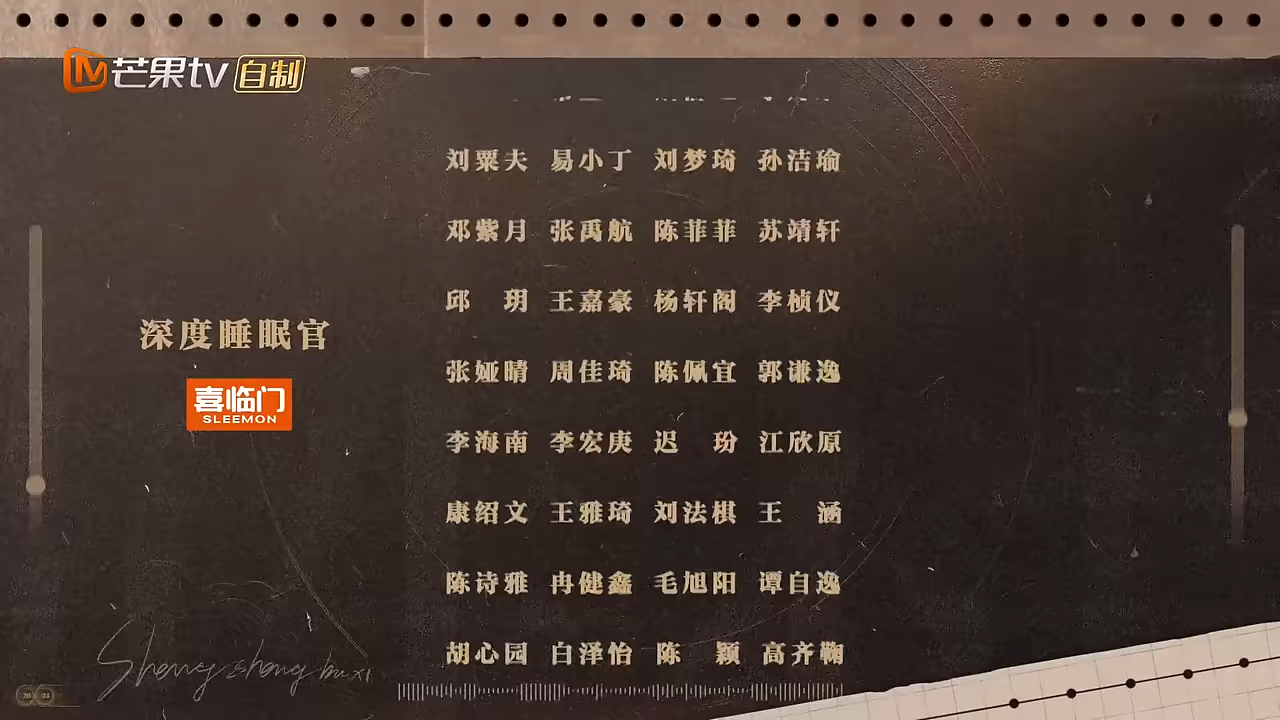 芒果tv 自制
刘粟夫 易小丁 刘梦琦 孙洁瑜
邓紫月 张禹航 陈菲菲 苏靖轩
邱 玥 王嘉豪 杨轩阁 李桢仪
深度睡眠官
张娅晴 周佳琦 陈佩宜 郭谦逸
喜临门
SLEEMON
李海南 李宏庚 迟 玢 江欣原
康绍文 王雅琦 刘法棋 王 涵
陈诗雅 冉健鑫 毛旭阳 谭自逸
胡心园 白泽怡 陈 颖 高齐鞠
Shengshengbuxi